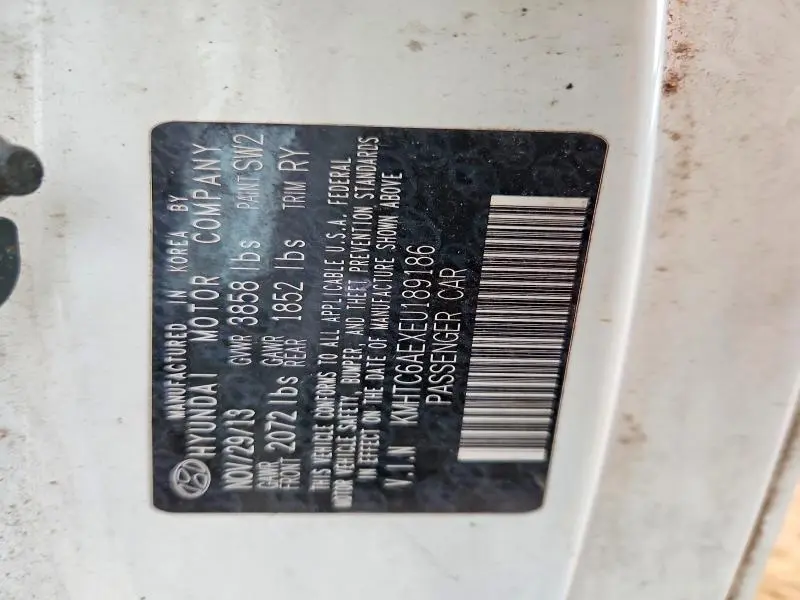 MANUFACTURED IN KOREA BY
HYUNDAI MOTOR COMPANY
NOV/29/13 GVWR 3858 lbs PAINT SW2
GAWR FRONT 2072 lbs GAWR REAR 1852 lbs TRIM RY
THIS VEHICLE CONFORMS TO ALL APPLICABLE U.S.A. FEDERAL
MOTOR VEHICLE SAFETY, BUMPER, AND THEFT PREVENTION STANDARDS
IN EFFECT ON THE DATE OF MANUFACTURE SHOWN ABOVE
V.I.N KMHTC6AEXEU189186
PASSENGER CAR